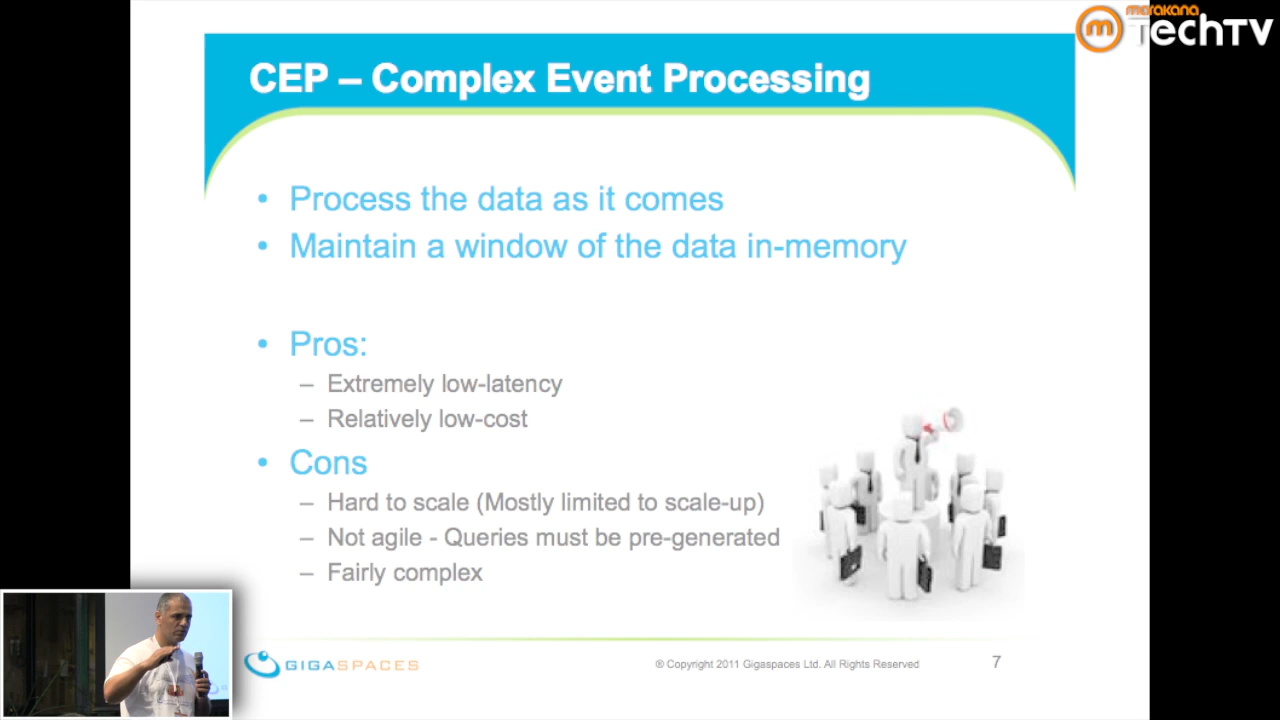 marakana
TechTV
CEP – Complex Event Processing
• Process the data as it comes
• Maintain a window of the data in-memory
• Pros:
– Extremely low-latency
– Relatively low-cost
• Cons
– Hard to scale (Mostly limited to scale-up)
– Not agile - Queries must be pre-generated
– Fairly complex
GIGASPACES
© Copyright 2011 Gigaspaces Ltd. All Rights Reserved
7